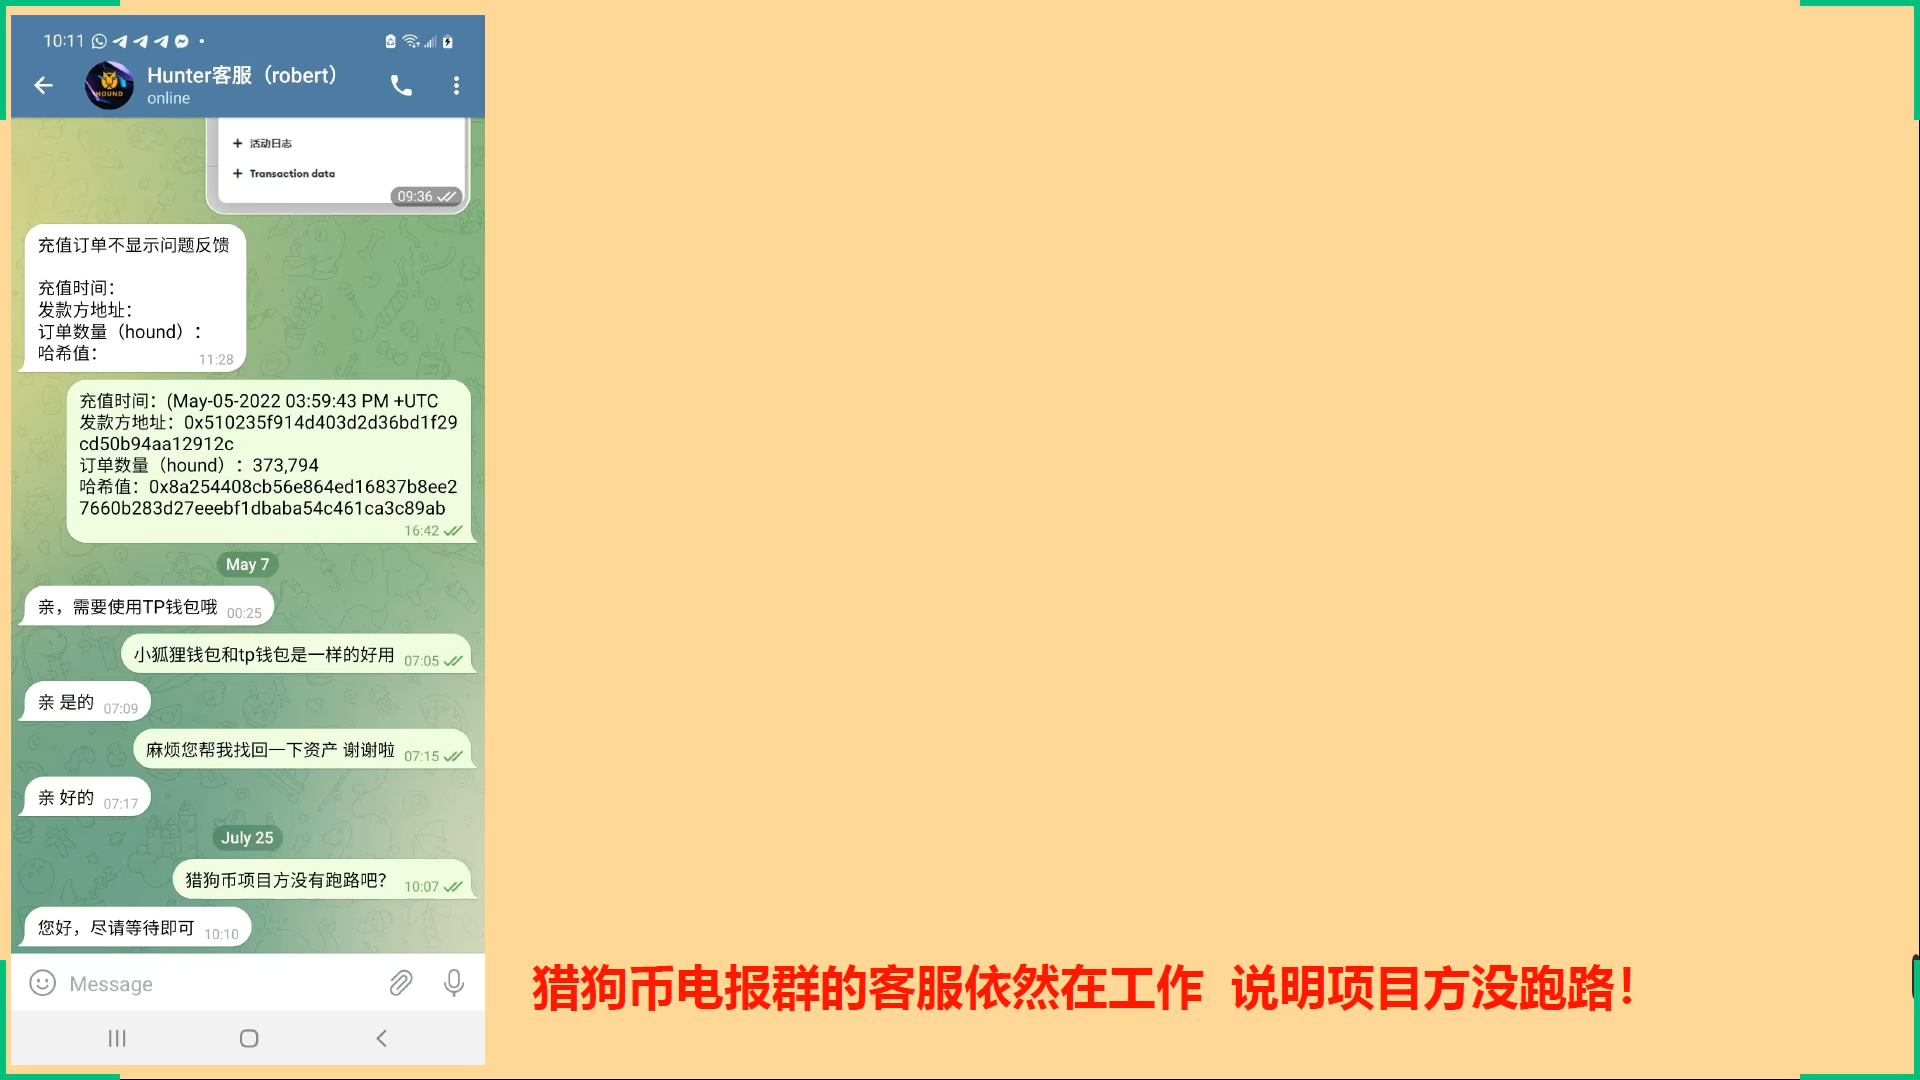 10:11
Hunter客服（robert）
online
HOUND
+ 活动日志
+ Transaction data
09:36
充值订单不显示问题反馈
充值时间：
发款方地址：
订单数量（hound）：
哈希值：
11:28
充值时间：(May-05-2022 03:59:43 PM +UTC
发款方地址：0x510235f914d403d2d36bd1f29
cd50b94aa12912c
订单数量（hound）：373,794
哈希值：0x8a254408cb56e864ed16837b8ee2
7660b283d27eeebf1dbaba54c461ca3c89ab
16:42
May 7
亲，需要使用TP钱包哦 00:25
小狐狸钱包和tp钱包是一样的好用 07:05
亲 是的 07:09
麻烦您帮我找回一下资产 谢谢啦 07:15
亲 好的 07:17
July 25
猎狗币项目方没有跑路吧？ 10:07
您好，尽请等待即可 10:10
Message
猎狗币电报群的客服依然在工作 说明项目方没跑路！